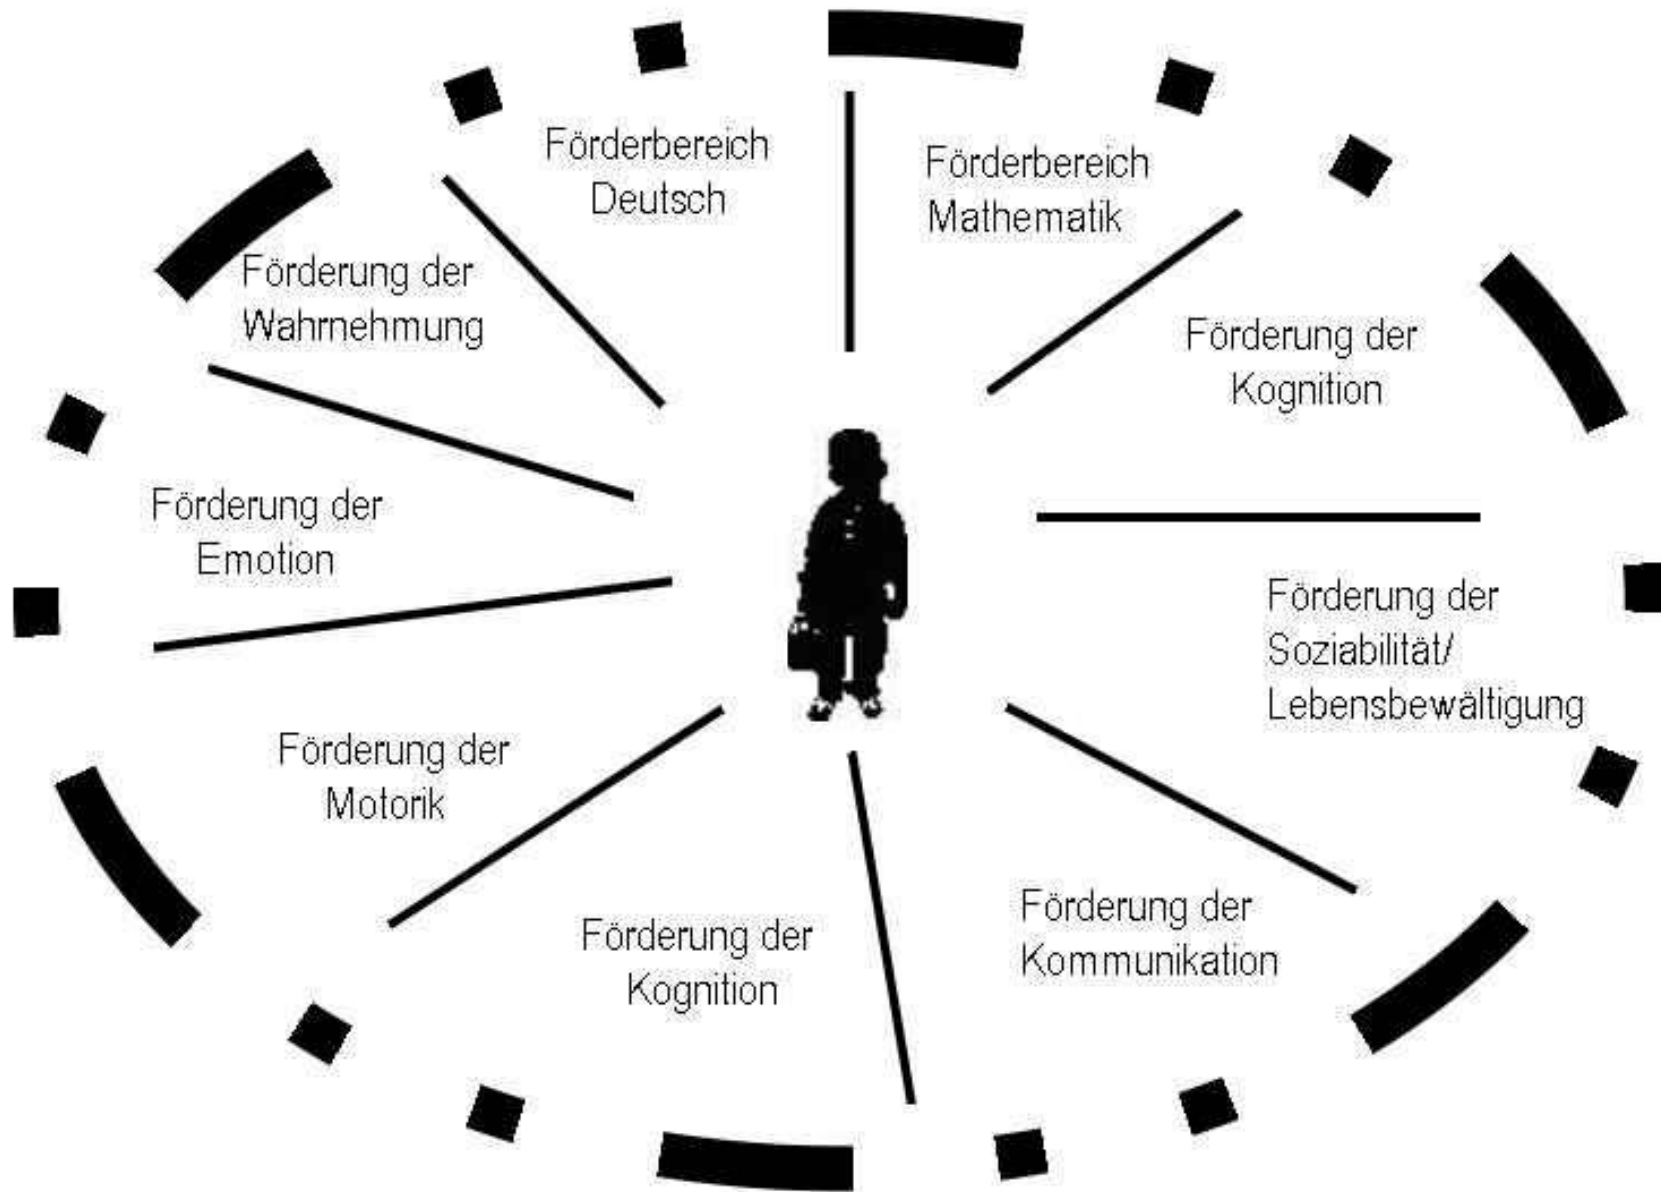 Förderbereich
Deutsch
Förderbereich
Mathematik
Förderung der
Wahrnehmung
Förderung der
Kognition
Förderung der
Emotion
Förderung der
Soziabilität/
Lebensbewältigung
Förderung der
Motorik
Förderung der
Kommunikation
Förderung der
Kognition